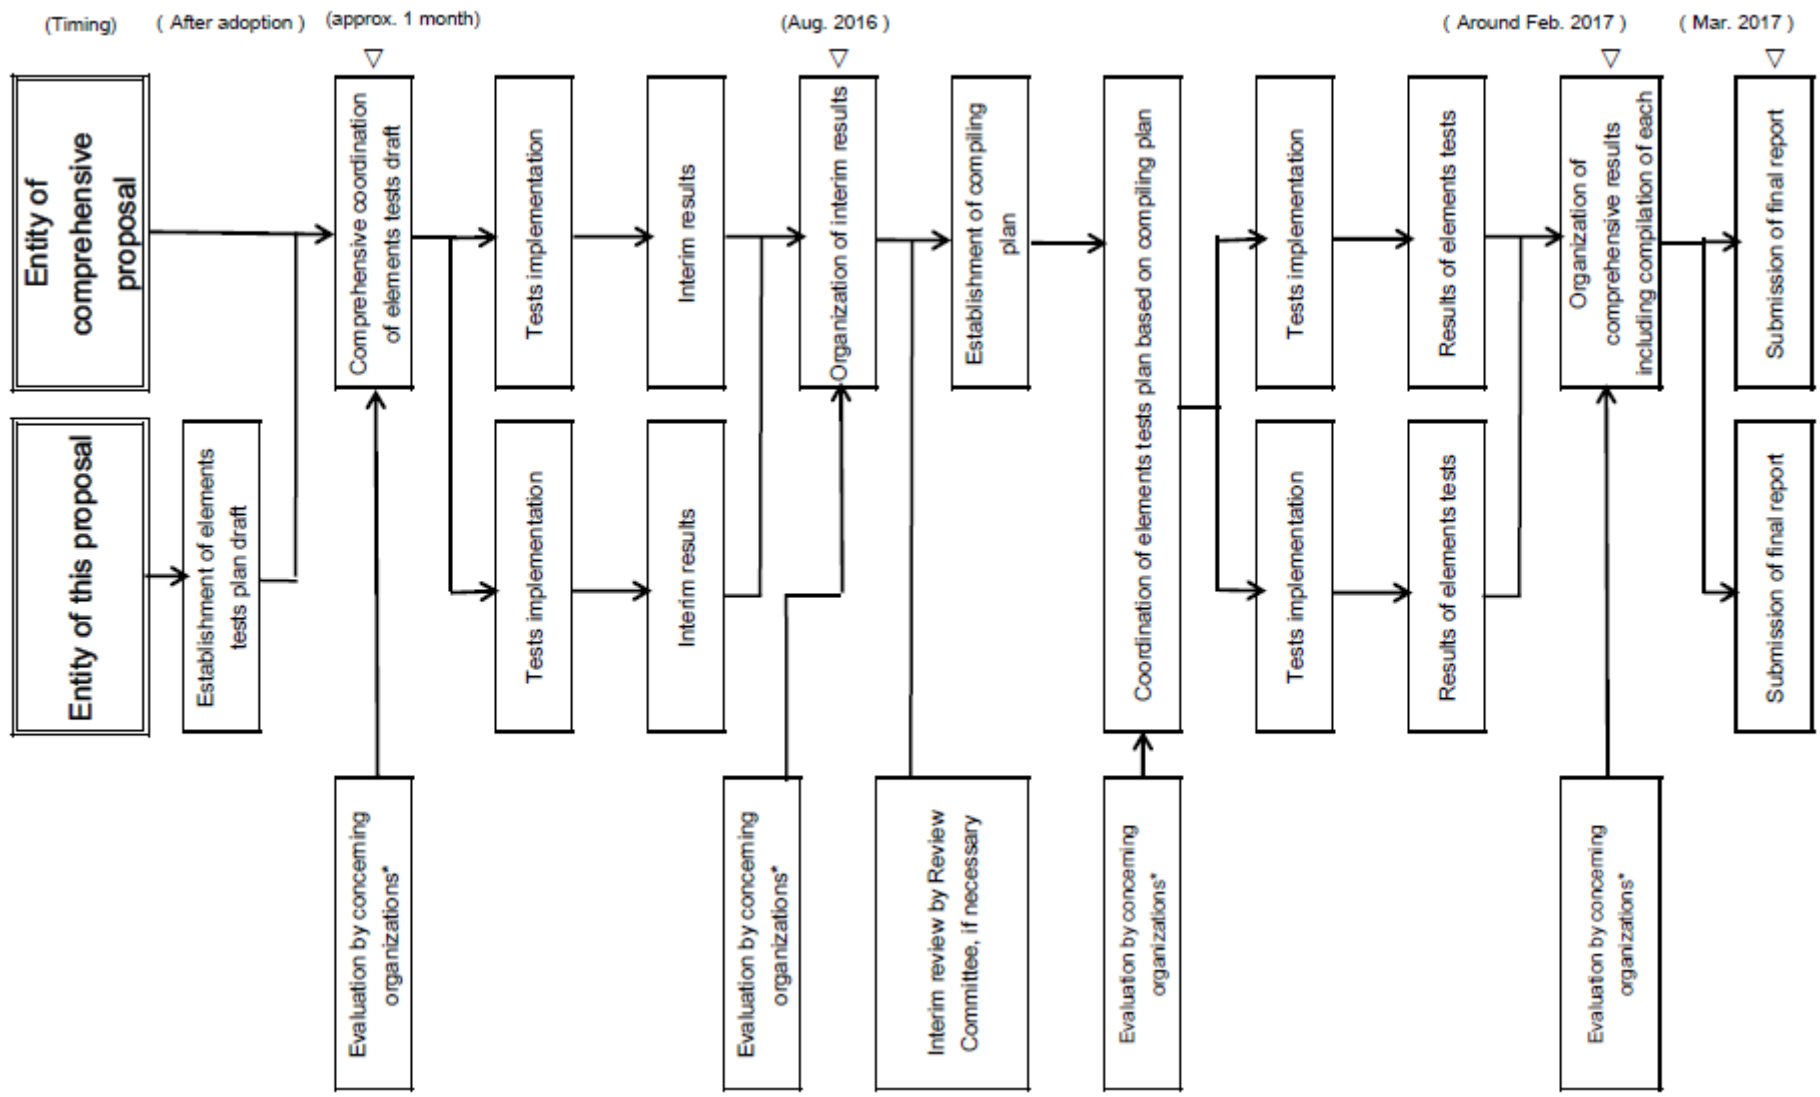 (Timing)
( After adoption )
(approx. 1 month)
(Aug. 2016 )
( Around Feb. 2017 )
( Mar. 2017 )
▽
▽
▽
▽
Entity of
comprehensive
proposal
Comprehensive coordination
of elements tests draft
Tests implementation
Interim results
Organization of interim results
Establishment of compiling
plan
Coordination of elements tests plan based on compiling plan
Tests implementation
Results of elements tests
Organization of
comprehensive results
including compilation of each
Submission of final report
Entity of this proposal
Establishment of elements
tests plan draft
Tests implementation
Interim results
Tests implementation
Results of elements tests
Submission of final report
Evaluation by concerning
organizations*
Evaluation by concerning
organizations*
Interim review by Review
Committee, if necessary
Evaluation by concerning
organizations*
Evaluation by concerning
organizations*